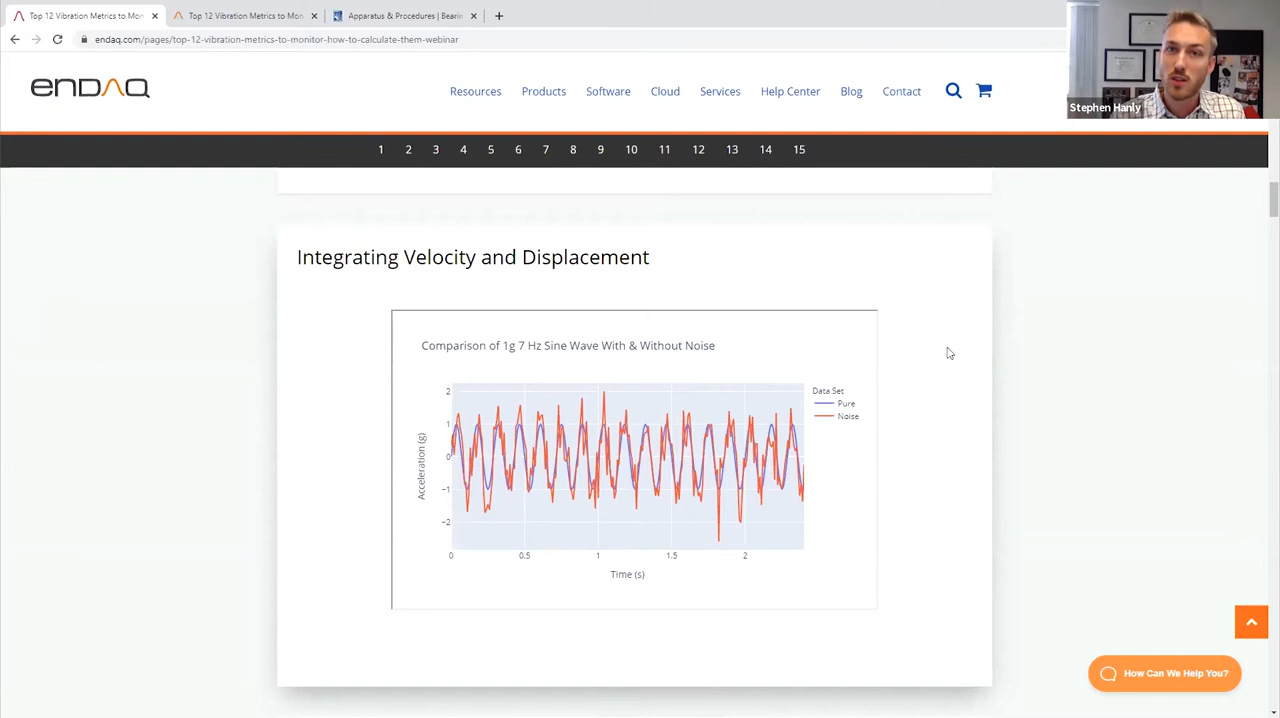 Top 12 Vibration Metrics to Mon
Top 12 Vibration Metrics to Mon
Apparatus & Procedures | Bearin
endaq.com/pages/top-12-vibration-metrics-to-monitor-how-to-calculate-them-webinar
Stephen Hanly
enDAQ
Resources Products Software Cloud Services Help Center Blog Contact
1 2 3 4 5 6 7 8 9 10 11 12 13 14 15
Integrating Velocity and Displacement
Comparison of 1g 7 Hz Sine Wave With & Without Noise
Data Set
Pure
Noise
2
1
0
−1
−2
Acceleration (g)
0 0.5 1 1.5 2
Time (s)
How Can We Help You?